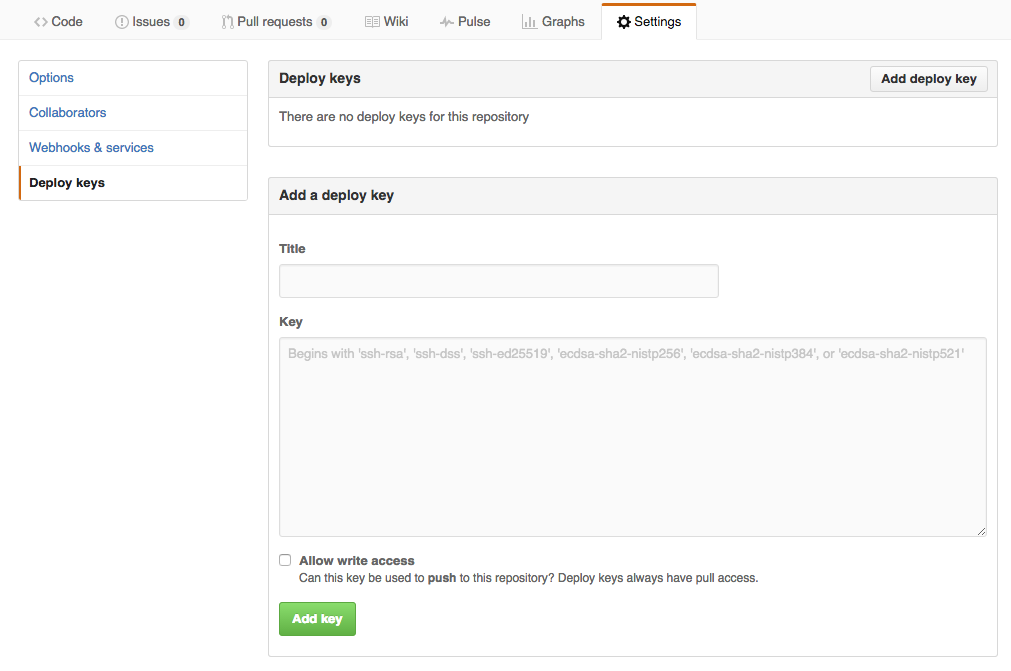 Code Issues 0 Pull requests 0 Wiki Pulse Graphs Settings
Options
Collaborators
Webhooks & services
Deploy keys
Deploy keys Add deploy key
There are no deploy keys for this repository
Add a deploy key
Title
Key
Begins with 'ssh-rsa', 'ssh-dss', 'ssh-ed25519', 'ecdsa-sha2-nistp256', 'ecdsa-sha2-nistp384', or 'ecdsa-sha2-nistp521'
Allow write access
Can this key be used to push to this repository? Deploy keys always have pull access.
Add key